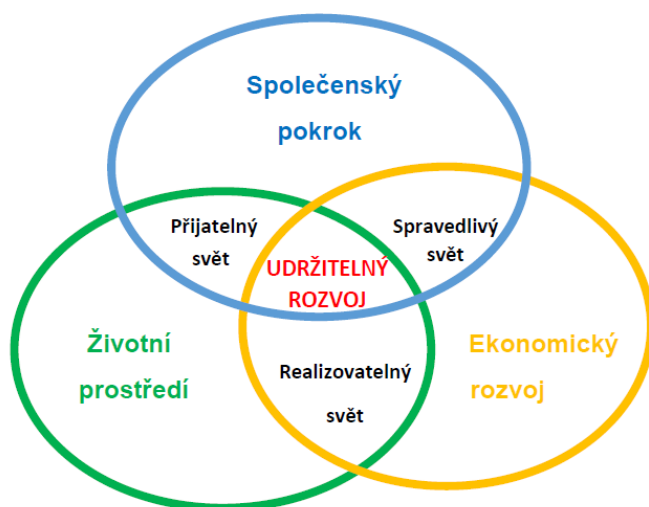 Společenský
pokrok
Přijatelný
svět
Spravedlivý
svět
UDRŽITELNÝ
ROZVOJ
Životní
prostředí
Ekonomický
rozvoj
Realizovatelný
svět